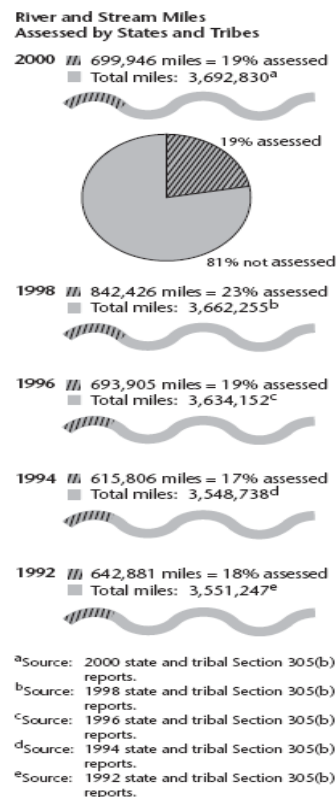 River and Stream Miles
Assessed by States and Tribes
2000 699,946 miles = 19% assessed
Total miles: 3,692,830a
19% assessed
81% not assessed
1998 842,426 miles = 23% assessed
Total miles: 3,662,255b
1996 693,905 miles = 19% assessed
Total miles: 3,634,152c
1994 615,806 miles = 17% assessed
Total miles: 3,548,738d
1992 642,881 miles = 18% assessed
Total miles: 3,551,247e
aSource: 2000 state and tribal Section 305(b)
reports.
bSource: 1998 state and tribal Section 305(b)
reports.
cSource: 1996 state and tribal Section 305(b)
reports.
dSource: 1994 state and tribal Section 305(b)
reports.
eSource: 1992 state and tribal Section 305(b)
reports.